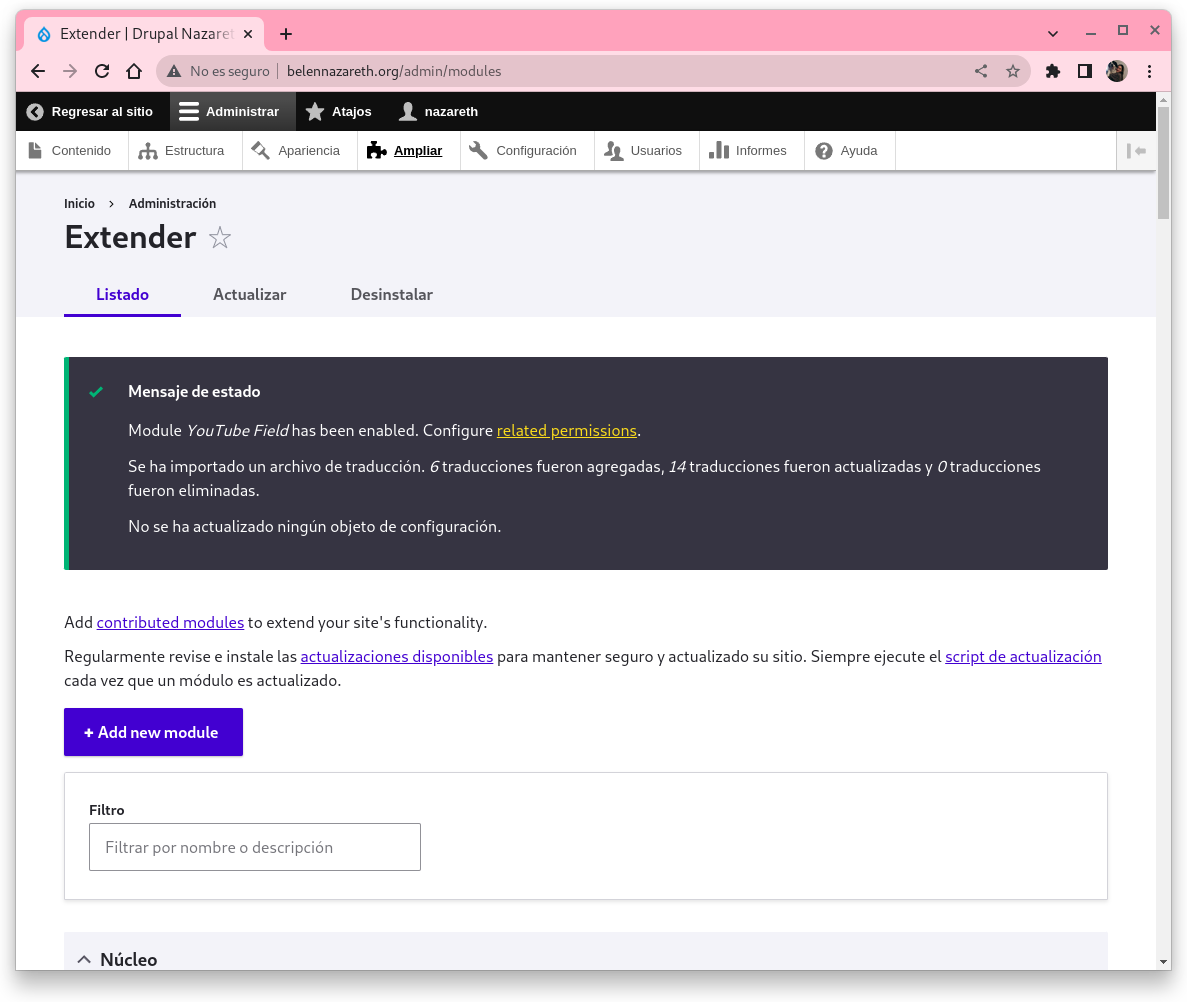 Extender | Drupal Nazaret
No es seguro belennazareth.org/admin/modules
Regresar al sitio Administrar Atajos nazareth
Contenido Estructura Apariencia Ampliar Configuración Usuarios Informes Ayuda
Inicio Administración
Extender
Listado Actualizar Desinstalar
Mensaje de estado
Module YouTube Field has been enabled. Configure related permissions.
Se ha importado un archivo de traducción. 6 traducciones fueron agregadas, 14 traducciones fueron actualizadas y 0 traducciones
fueron eliminadas.
No se ha actualizado ningún objeto de configuración.
Add contributed modules to extend your site's functionality.
Regularmente revise e instale las actualizaciones disponibles para mantener seguro y actualizado su sitio. Siempre ejecute el script de actualización
cada vez que un módulo es actualizado.
+ Add new module
Filtro
Filtrar por nombre o descripción
Núcleo